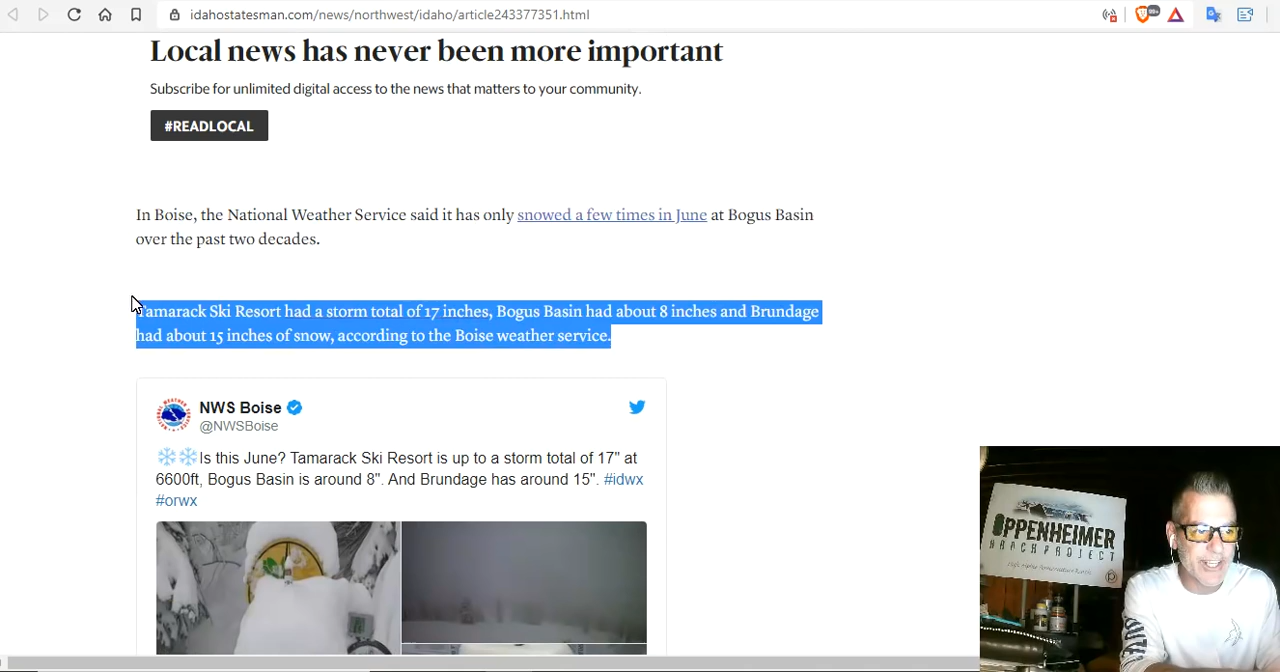 idahostatesman.com/news/northwest/idaho/article243377351.html
99+
Local news has never been more important
Subscribe for unlimited digital access to the news that matters to your community.
#READLOCAL
In Boise, the National Weather Service said it has only snowed a few times in June at Bogus Basin
over the past two decades.
Tamarack Ski Resort had a storm total of 17 inches, Bogus Basin had about 8 inches and Brundage
had about 15 inches of snow, according to the Boise weather service.
NWS Boise
@NWSBoise
❄️❄️Is this June? Tamarack Ski Resort is up to a storm total of 17" at
6600ft, Bogus Basin is around 8". And Brundage has around 15". #idwx
#orwx
OPPENHEIMER
RANCH PROJECT